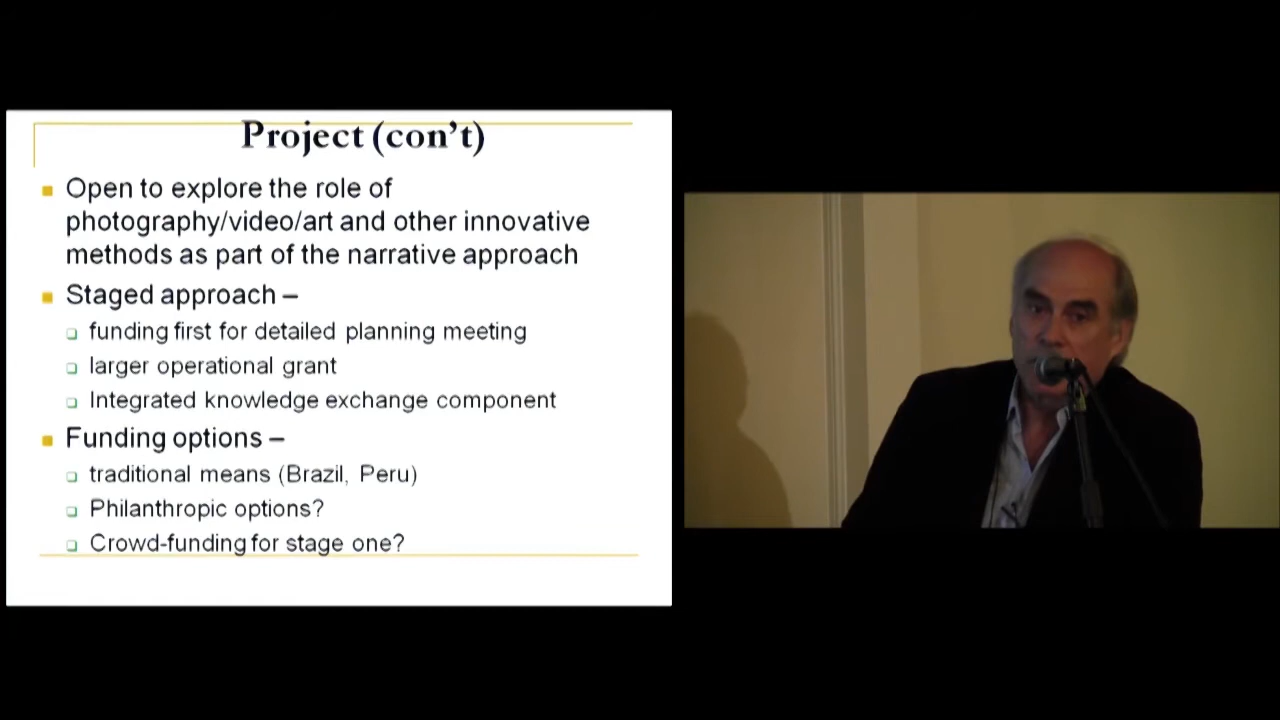 Project (con't)
Open to explore the role of
photography/video/art and other innovative
methods as part of the narrative approach
Staged approach –
funding first for detailed planning meeting
larger operational grant
Integrated knowledge exchange component
Funding options –
traditional means (Brazil, Peru)
Philanthropic options?
Crowd-funding for stage one?